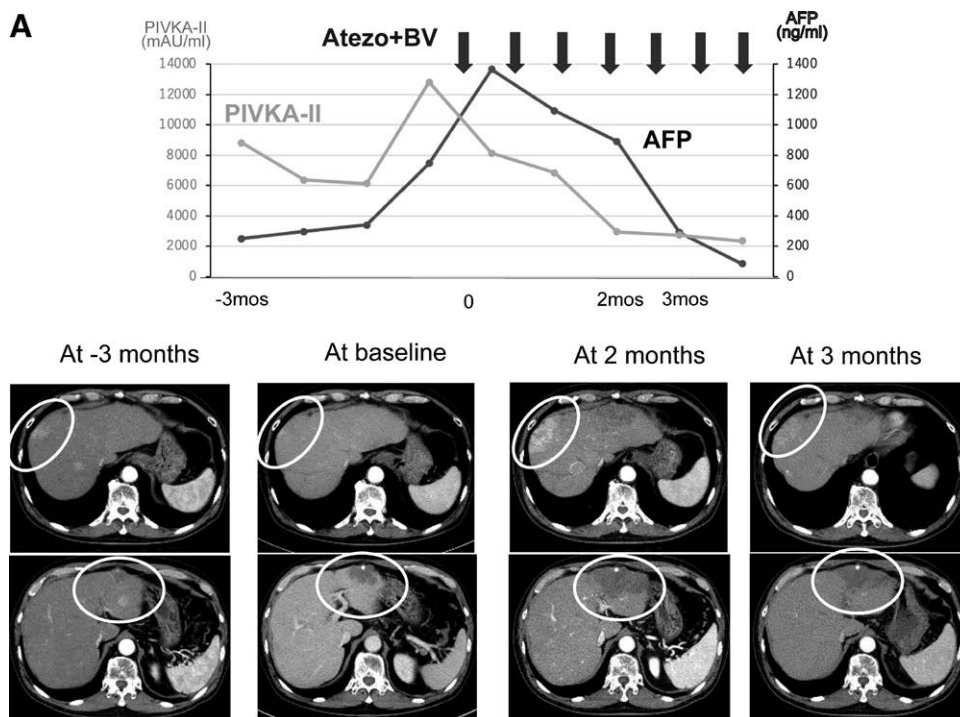 A
PIVKA-II
(mAU/ml)
Atezo+BV
AFP
(ng/ml)
14000
12000
10000
8000
6000
4000
2000
0
PIVKA-II
AFP
1400
1200
1000
800
600
400
200
0
-3mos
0
2mos
3mos
At -3 months
At baseline
At 2 months
At 3 months